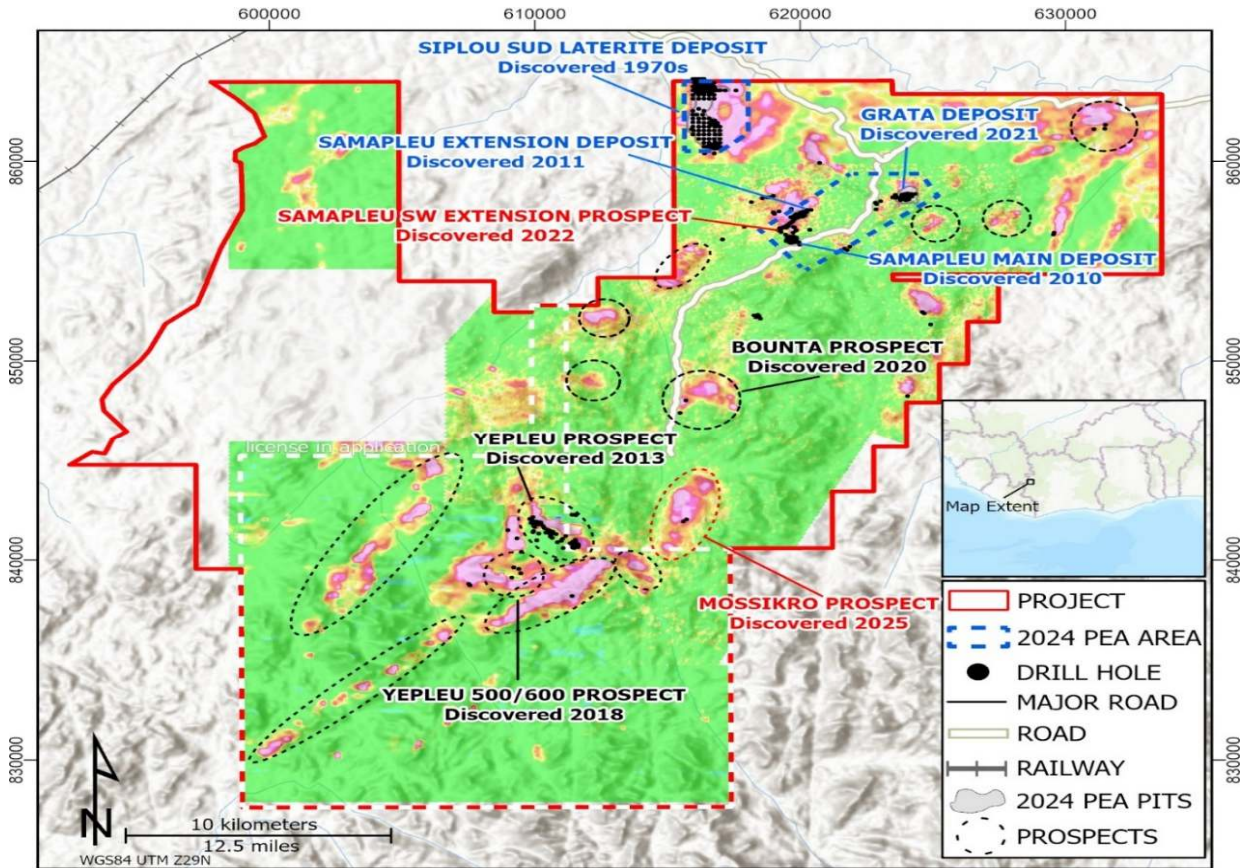 600000 610000 620000 630000
SIPLOU SUD LATERITE DEPOSIT
Discovered 1970s
GRATA DEPOSIT
Discovered 2021
SAMAPLEU EXTENSION DEPOSIT
Discovered 2011
860000
860000
SAMAPLEU SW EXTENSION PROSPECT
Discovered 2022
SAMAPLEU MAIN DEPOSIT
Discovered 2010
BOUNTA PROSPECT
Discovered 2020
850000
850000
license in application
YEPLEU PROSPECT
Discovered 2013
Map Extent
840000
840000
MOSSIKRO PROSPECT
Discovered 2025
YEPLEU 500/600 PROSPECT
Discovered 2018
830000
830000
PROJECT
2024 PEA AREA
DRILL HOLE
MAJOR ROAD
ROAD
RAILWAY
2024 PEA PITS
PROSPECTS
N
10 kilometers
12.5 miles
WGS84 UTM Z29N